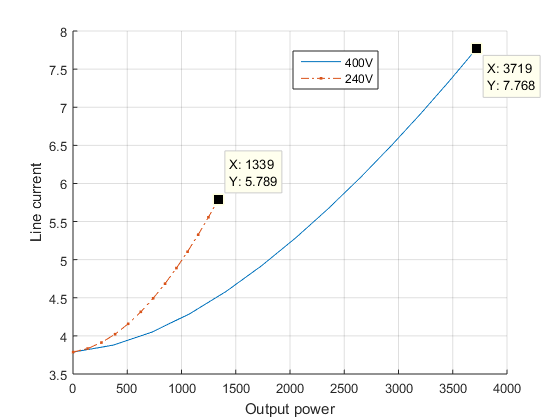 8
7.5
7
6.5
6
5.5
5
4.5
4
3.5
Line current
400V
240V
X: 3719
Y: 7.768
X: 1339
Y: 5.789
0
500
1000
1500
2000
2500
3000
3500
4000
Output power